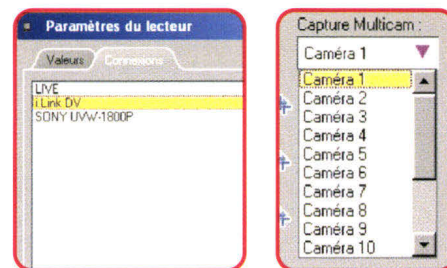 Paramètres du lecteur
Valeurs
Connexions
LIVE
i.Link DV
SONY UVW-1800P
Capture Multicam :
Caméra 1
Caméra 1
Caméra 2
Caméra 3
Caméra 4
Caméra 5
Caméra 6
Caméra 7
Caméra 8
Caméra 9
Caméra 10